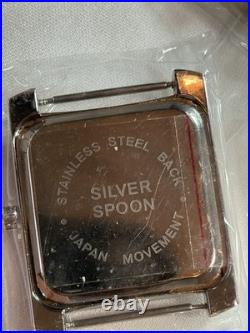 STAINLESS STEEL BACK
SILVER
SPOON
JAPAN MOVEMENT